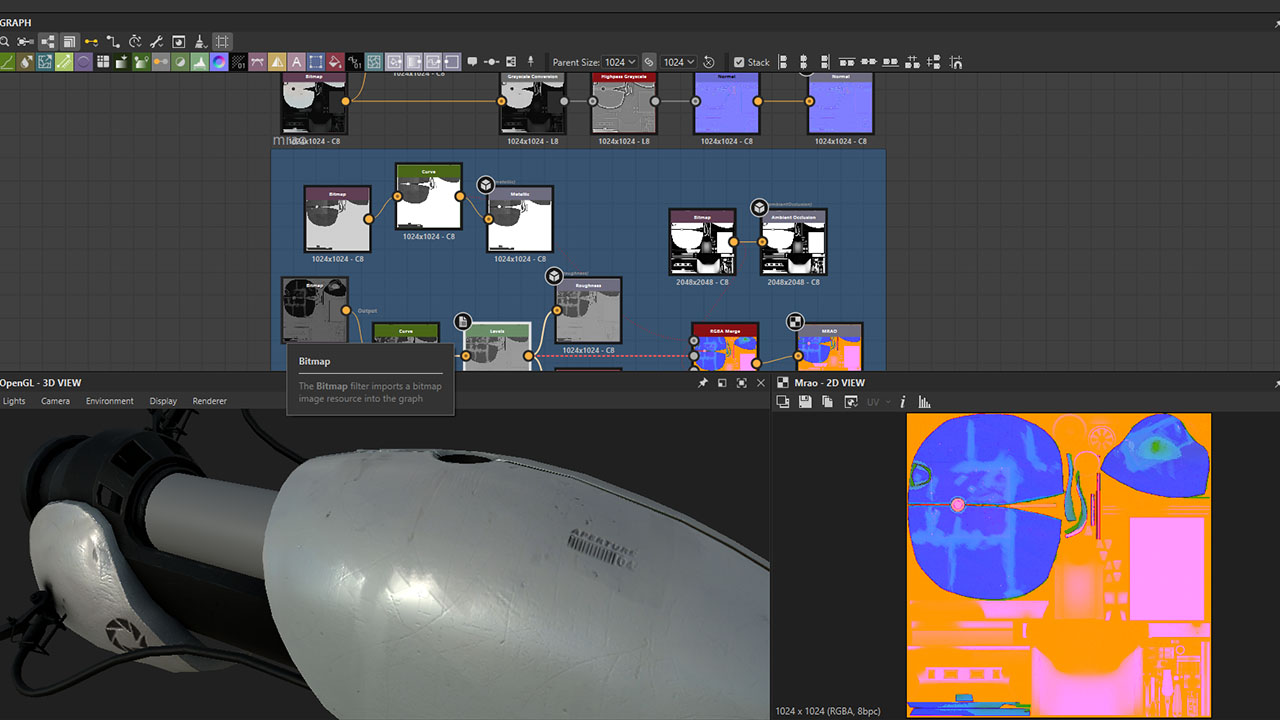 GRAPH
Parent Size: 1024 1024 Stack
1024x1024 - C8
Bitmap
Grayscale Conversion
Highpass Grayscale
Normal
Normal
1024x1024 - C8
1024x1024 - L8
1024x1024 - L8
1024x1024 - C8
1024x1024 - C8
mrao
Bitmap
1024x1024 - C8
Curve
1024x1024 - C8
Metallic
1024x1024 - C8
Bitmap
2048x2048 - C8
Ambient Occlusion
2048x2048 - C8
Bitmap
Output
Curve
Levels
Roughness
1024x1024 - C8
RGBA Merge
MRAO
Bitmap
The Bitmap filter imports a bitmap
image resource into the graph
OpenGL - 3D VIEW
Lights Camera Environment Display Renderer
APERTURE
Mrao - 2D VIEW
UV
1024 x 1024 (RGBA, 8bpc)